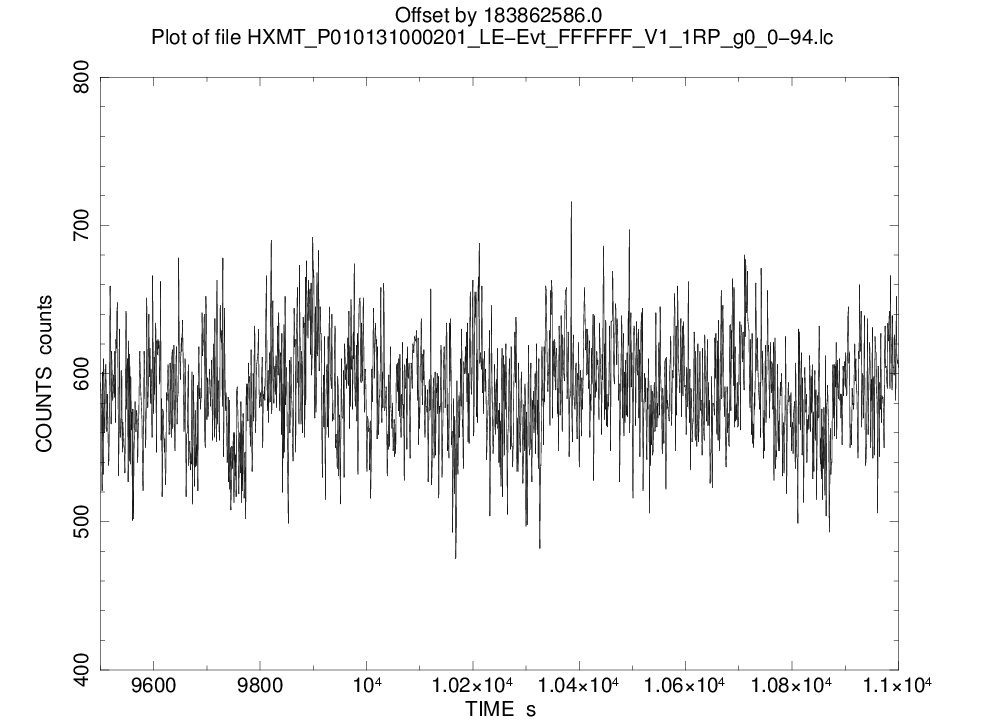 Offset by 183862586.0
Plot of file HXMT_P010131000201_LE−Evt_FFFFFF_V1_1RP_g0_0−94.lc
800
700
600
500
400
COUNTS counts
9600 9800 10⁴ 1.02×10⁴ 1.04×10⁴ 1.06×10⁴ 1.08×10⁴ 1.1×10⁴
TIME s